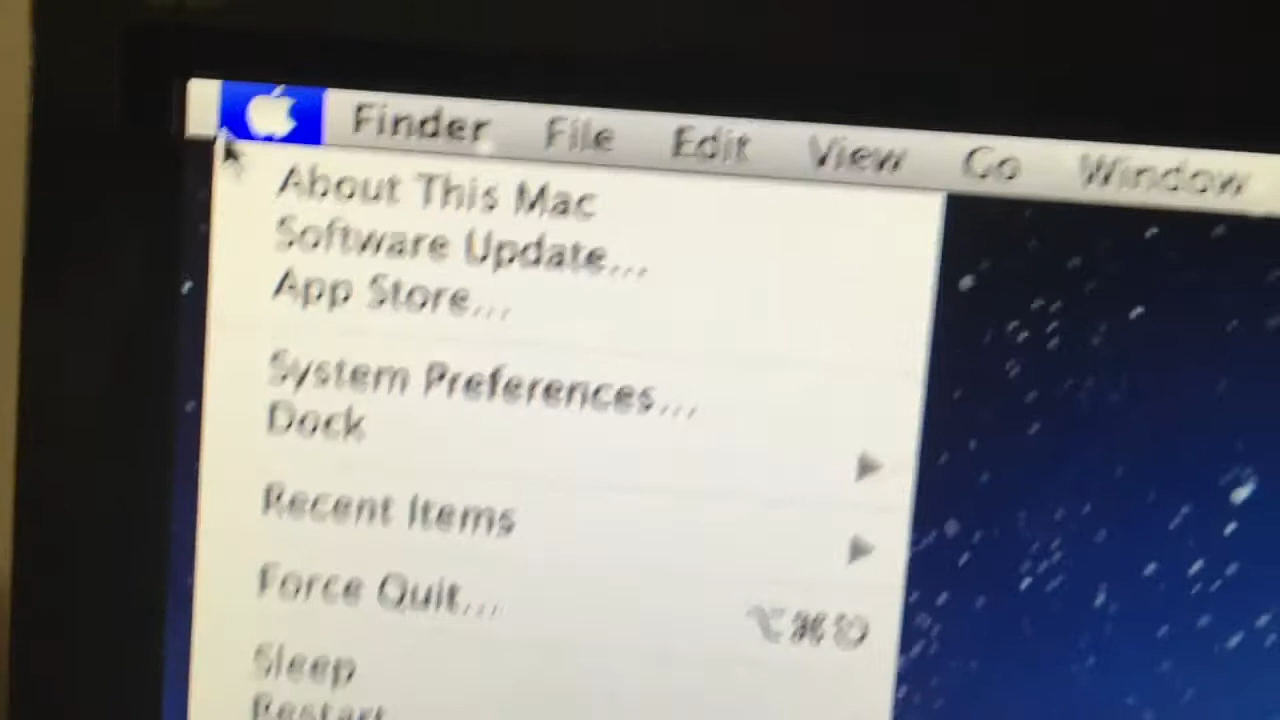 Finder File Edit View Go Window
About This Mac
Software Update...
App Store...
System Preferences...
Dock ▶
Recent Items ▶
Force Quit... ⌥⌘⎋
Sleep
Restart